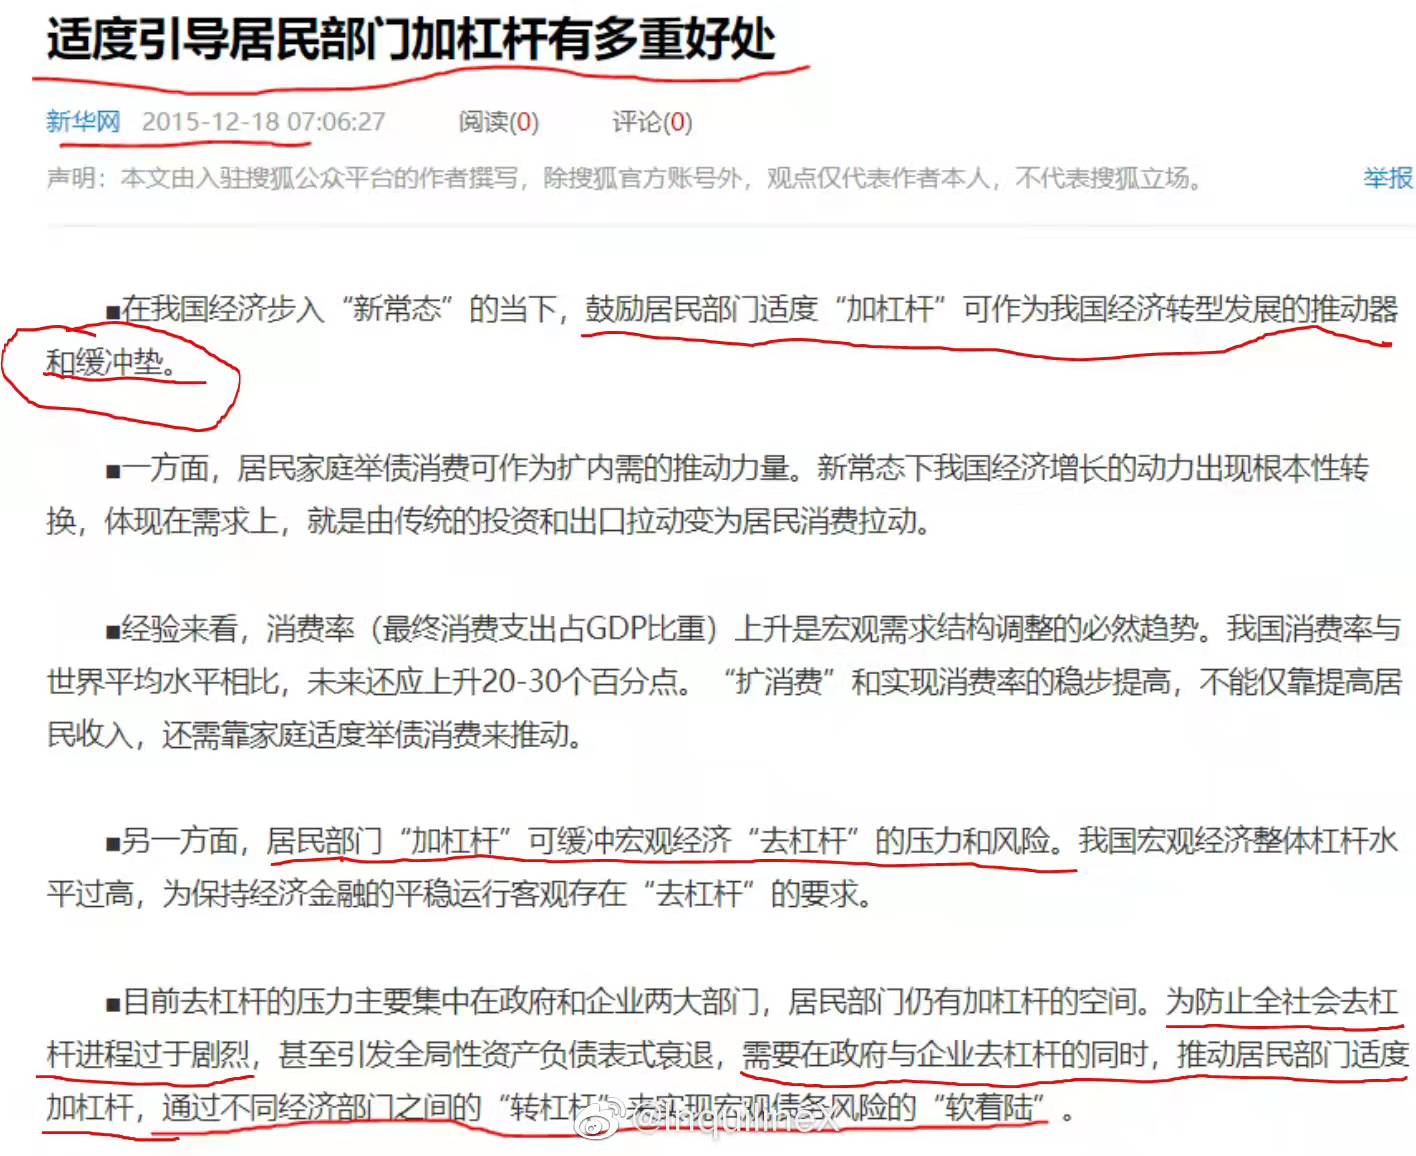 适度引导居民部门加杠杆有多重好处
新华网 2015-12-18 07:06:27 阅读(0) 评论(0)
声明：本文由入驻搜狐公众平台的作者撰写，除搜狐官方账号外，观点仅代表作者本人，不代表搜狐立场。 举报
■在我国经济步入“新常态”的当下，鼓励居民部门适度“加杠杆”可作为我国经济转型发展的推动器
和缓冲垫。
■一方面，居民家庭举债消费可作为扩内需的推动力量。新常态下我国经济增长的动力出现根本性转
换，体现在需求上，就是由传统的投资和出口拉动变为居民消费拉动。
■经验来看，消费率（最终消费支出占GDP比重）上升是宏观需求结构调整的必然趋势。我国消费率与
世界平均水平相比，未来还应上升20-30个百分点。“扩消费”和实现消费率的稳步提高，不能仅靠提高居
民收入，还需靠家庭适度举债消费来推动。
■另一方面，居民部门“加杠杆”可缓冲宏观经济“去杠杆”的压力和风险。我国宏观经济整体杠杆水
平过高，为保持经济金融的平稳运行客观存在“去杠杆”的要求。
■目前去杠杆的压力主要集中在政府和企业两大部门，居民部门仍有加杠杆的空间。为防止全社会去杠
杆进程过于剧烈，甚至引发全局性资产负债表式衰退，需要在政府与企业去杠杆的同时，推动居民部门适度
加杠杆，通过不同经济部门之间的“转杠杆”来实现宏观债务风险的“软着陆”。
@inquilineX